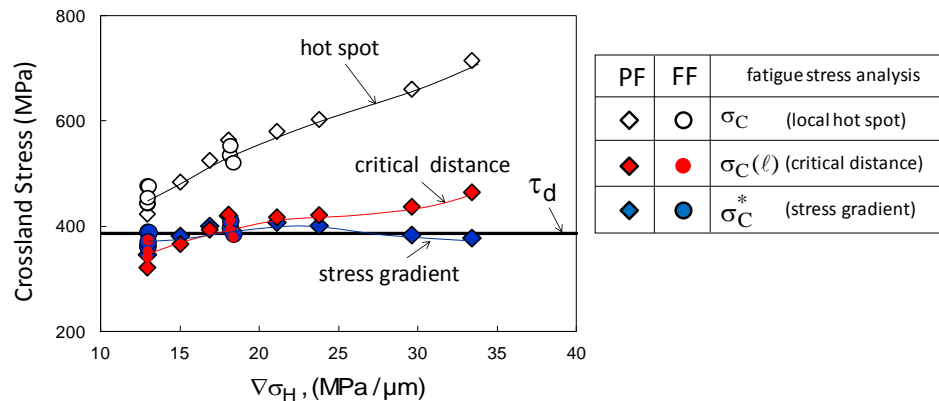 800
600
400
200
10 15 20 25 30 35 40
Crossland Stress (MPa)
∇σH , (MPa /µm)
hot spot
critical distance
τd
stress gradient
PF FF fatigue stress analysis
σC (local hot spot)
σC(ℓ) (critical distance)
σC* (stress gradient)